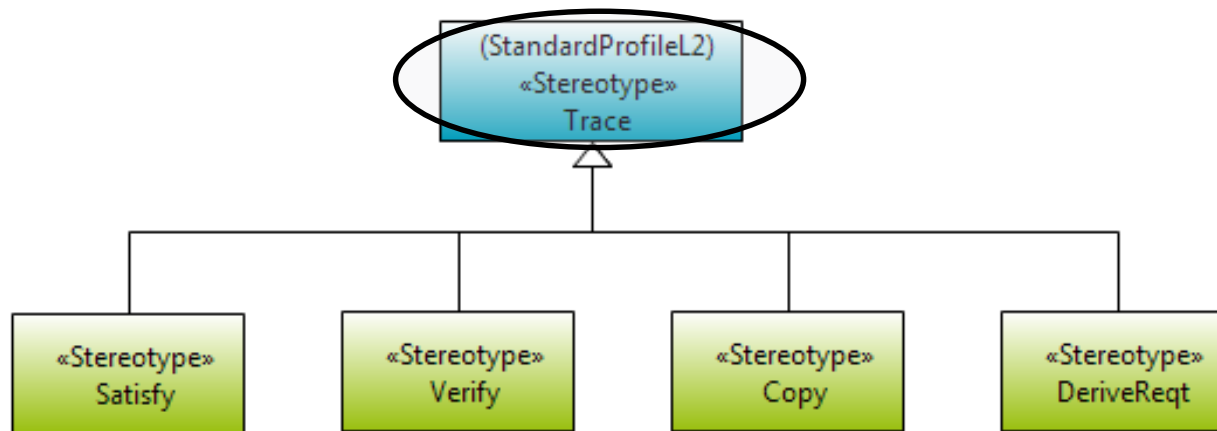 (StandardProfileL2)
«Stereotype»
Trace
«Stereotype»
Satisfy
«Stereotype»
Verify
«Stereotype»
Copy
«Stereotype»
DeriveReqt